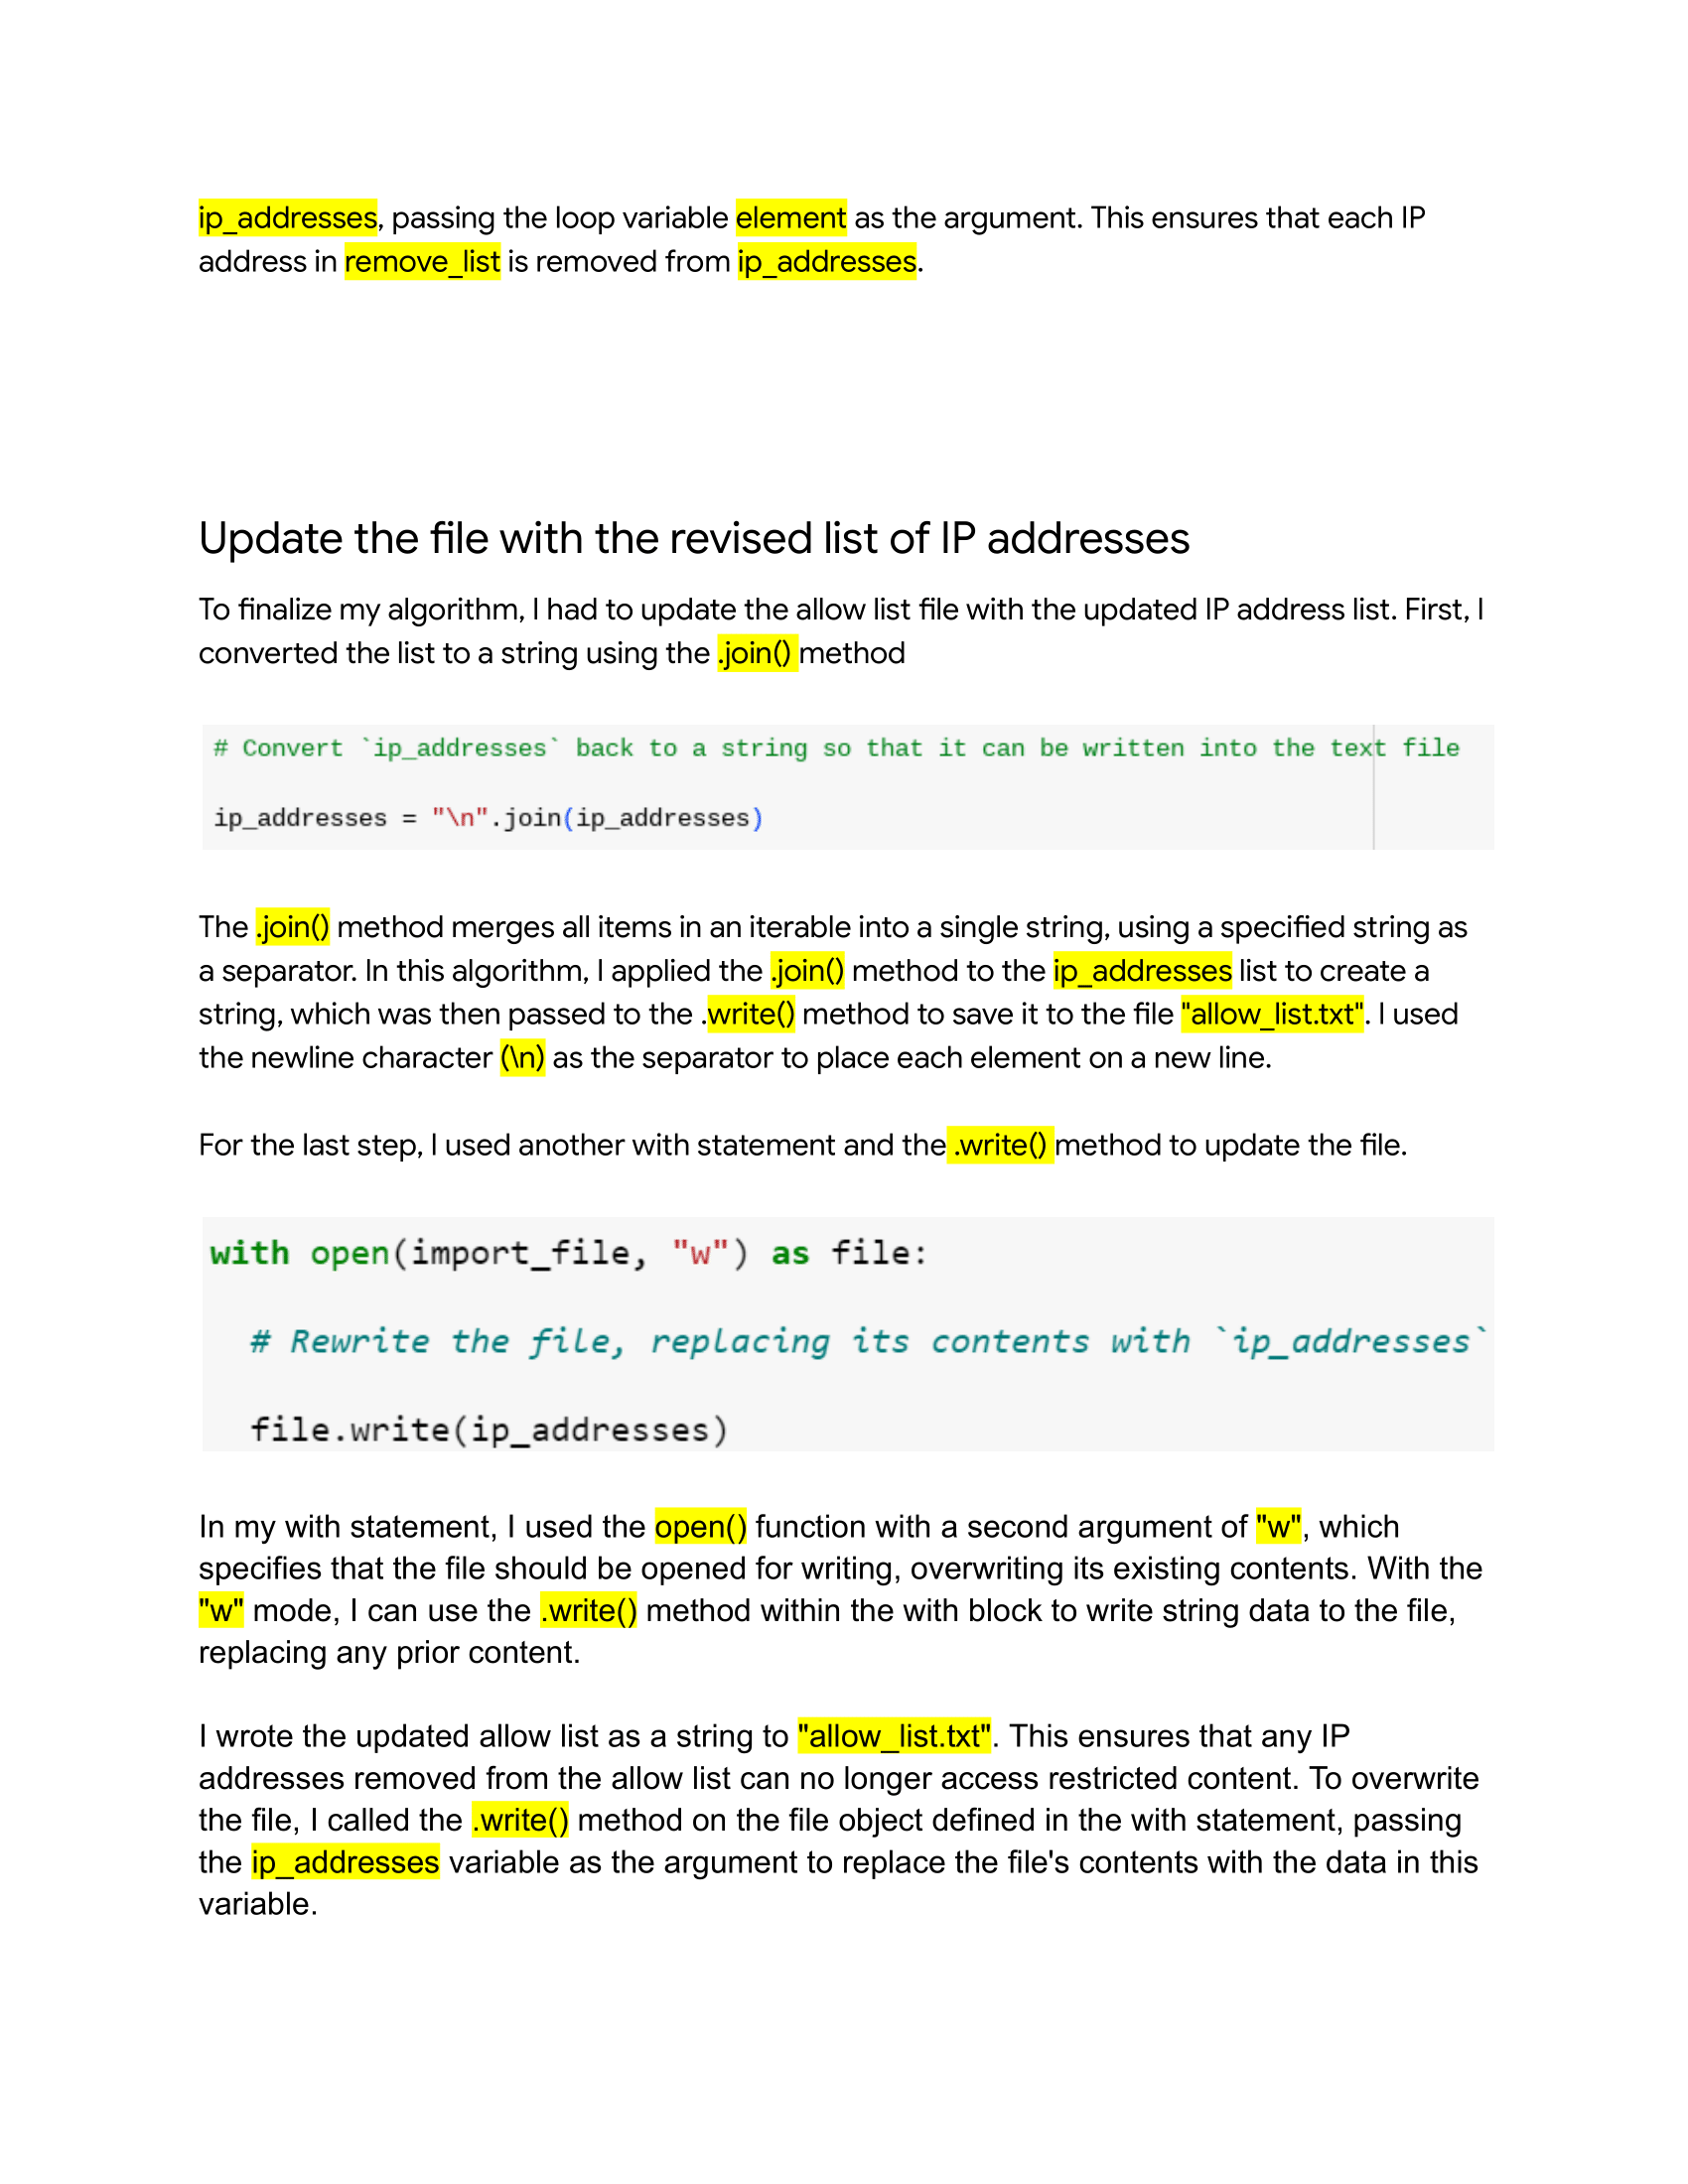 ip_addresses, passing the loop variable element as the argument. This ensures that each IP
address in remove_list is removed from ip_addresses.
Update the file with the revised list of IP addresses
To finalize my algorithm, I had to update the allow list file with the updated IP address list. First, I
converted the list to a string using the .join() method
# Convert `ip_addresses` back to a string so that it can be written into the text file
ip_addresses = "\n".join(ip_addresses)
The .join() method merges all items in an iterable into a single string, using a specified string as
a separator. In this algorithm, I applied the .join() method to the ip_addresses list to create a
string, which was then passed to the .write() method to save it to the file "allow_list.txt". I used
the newline character (\n) as the separator to place each element on a new line.
For the last step, I used another with statement and the .write() method to update the file.
with open(import_file, "w") as file:
# Rewrite the file, replacing its contents with `ip_addresses`
file.write(ip_addresses)
In my with statement, I used the open() function with a second argument of "w", which
specifies that the file should be opened for writing, overwriting its existing contents. With the
"w" mode, I can use the .write() method within the with block to write string data to the file,
replacing any prior content.
I wrote the updated allow list as a string to "allow_list.txt". This ensures that any IP
addresses removed from the allow list can no longer access restricted content. To overwrite
the file, I called the .write() method on the file object defined in the with statement, passing
the ip_addresses variable as the argument to replace the file's contents with the data in this
variable.